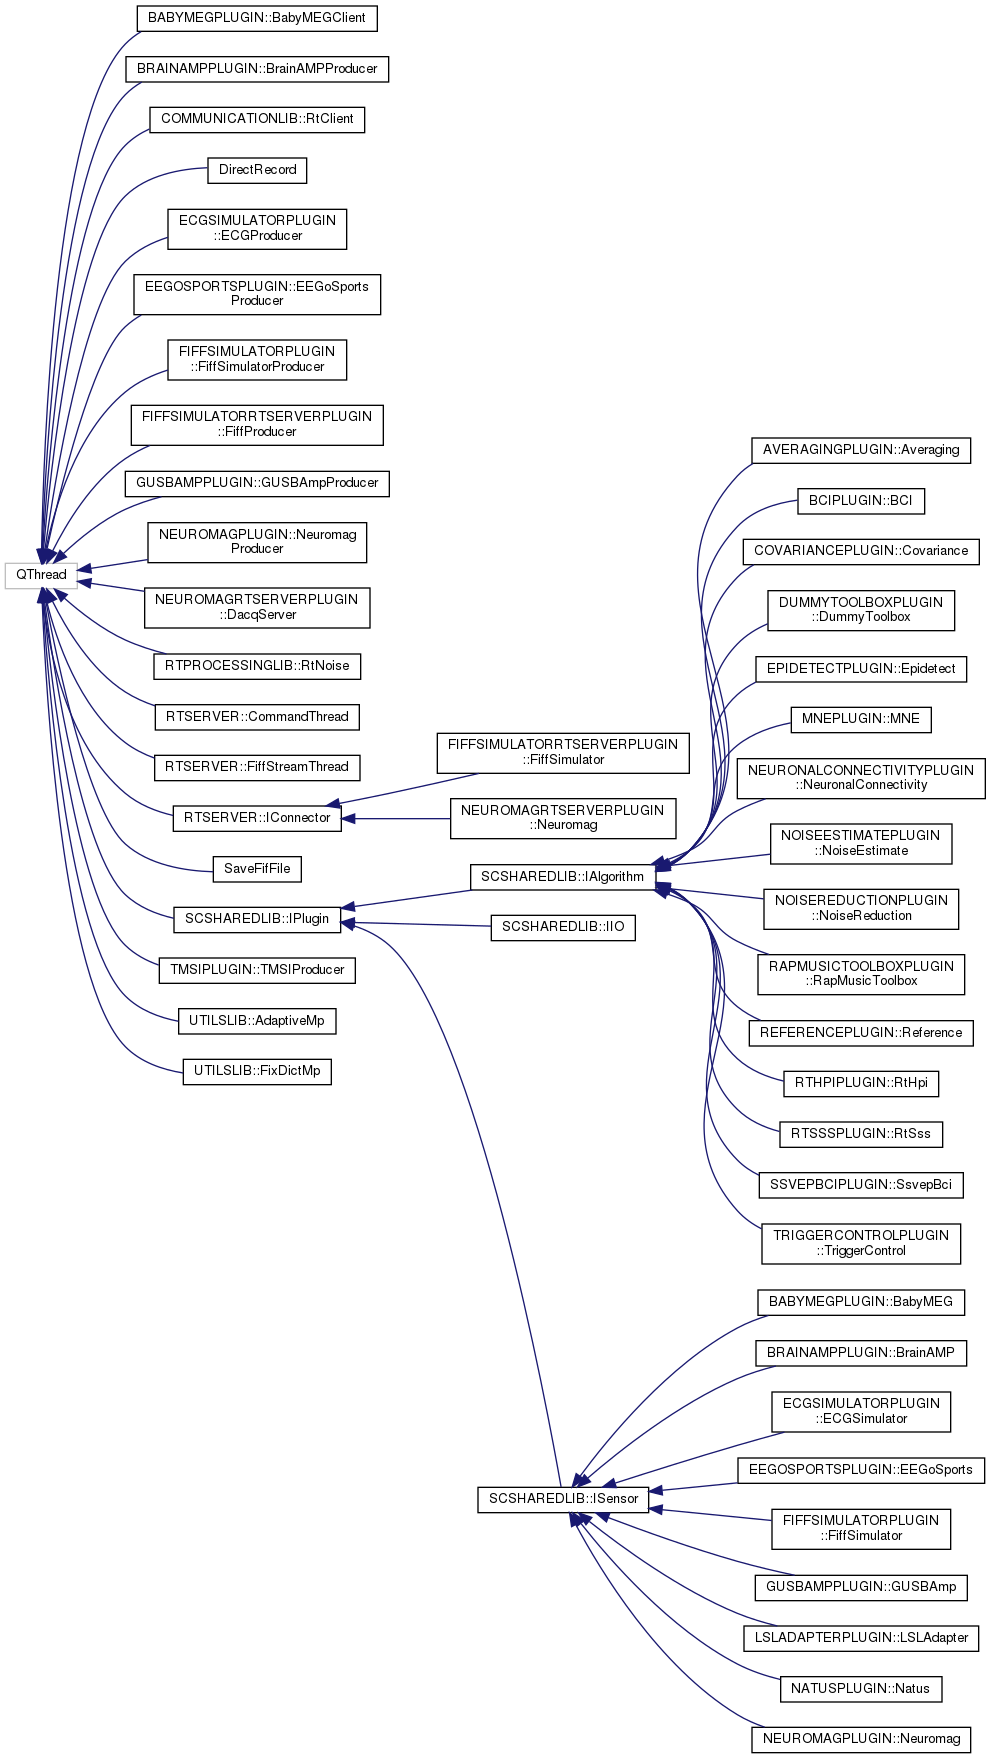 BABYMEGPLUGIN::BabyMEGClient
BRAINAMPPLUGIN::BrainAMPProducer
COMMUNICATIONLIB::RtClient
DirectRecord
ECGSIMULATORPLUGIN
::ECGProducer
EEGOSPORTSPLUGIN::EEGoSports
Producer
FIFFSIMULATORPLUGIN
::FiffSimulatorProducer
FIFFSIMULATORRTSERVERPLUGIN
::FiffProducer
GUSBAMPPLUGIN::GUSBAmpProducer
NEUROMAGPLUGIN::Neuromag
Producer
QThread
NEUROMAGRTSERVERPLUGIN
::DacqServer
RTPROCESSINGLIB::RtNoise
RTSERVER::CommandThread
RTSERVER::FiffStreamThread
RTSERVER::IConnector
SaveFifFile
SCSHAREDLIB::IPlugin
TMSIPLUGIN::TMSIProducer
UTILSLIB::AdaptiveMp
UTILSLIB::FixDictMp
FIFFSIMULATORRTSERVERPLUGIN
::FiffSimulator
NEUROMAGRTSERVERPLUGIN
::Neuromag
SCSHAREDLIB::IAlgorithm
SCSHAREDLIB::IIO
SCSHAREDLIB::ISensor
AVERAGINGPLUGIN::Averaging
BCIPLUGIN::BCI
COVARIANCEPLUGIN::Covariance
DUMMYTOOLBOXPLUGIN
::DummyToolbox
EPIDETECTPLUGIN::Epidetect
MNEPLUGIN::MNE
NEURONALCONNECTIVITYPLUGIN
::NeuronalConnectivity
NOISEESTIMATEPLUGIN
::NoiseEstimate
NOISEREDUCTIONPLUGIN
::NoiseReduction
RAPMUSICTOOLBOXPLUGIN
::RapMusicToolbox
REFERENCEPLUGIN::Reference
RTHPIPLUGIN::RtHpi
RTSSSPLUGIN::RtSss
SSVEPBCIPLUGIN::SsvepBci
TRIGGERCONTROLPLUGIN
::TriggerControl
BABYMEGPLUGIN::BabyMEG
BRAINAMPPLUGIN::BrainAMP
ECGSIMULATORPLUGIN
::ECGSimulator
EEGOSPORTSPLUGIN::EEGoSports
FIFFSIMULATORPLUGIN
::FiffSimulator
GUSBAMPPLUGIN::GUSBAmp
LSLADAPTERPLUGIN::LSLAdapter
NATUSPLUGIN::Natus
NEUROMAGPLUGIN::Neuromag